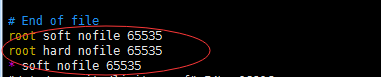 # End of file
root soft nofile 65535
root hard nofile 65535
* soft nofile 65535